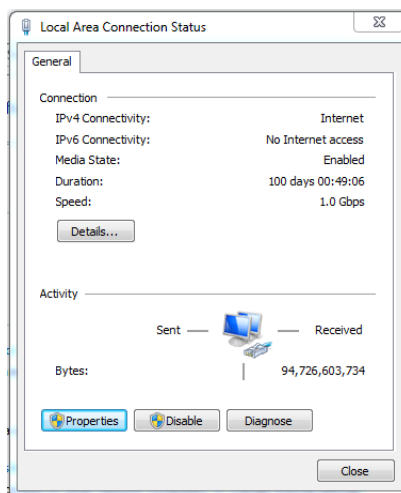 Local Area Connection Status
General
Connection
IPv4 Connectivity: Internet
IPv6 Connectivity: No Internet access
Media State: Enabled
Duration: 100 days 00:49:06
Speed: 1.0 Gbps
Details...
Activity
Sent Received
Bytes: 94,726,603,734
Properties Disable Diagnose
Close